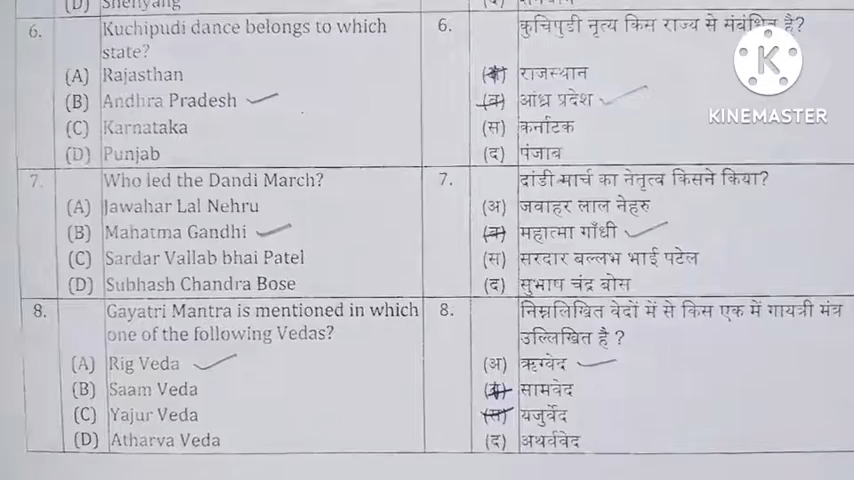 (D) Shenyang
6. Kuchipudi dance belongs to which
state?
(A) Rajasthan
(B) Andhra Pradesh
(C) Karnataka
(D) Punjab
7. Who led the Dandi March?
(A) Jawahar Lal Nehru
(B) Mahatma Gandhi
(C) Sardar Vallab bhai Patel
(D) Subhash Chandra Bose
8. Gayatri Mantra is mentioned in which
one of the following Vedas?
(A) Rig Veda
(B) Saam Veda
(C) Yajur Veda
(D) Atharva Veda
6. कुचिपुडी नृत्य किस राज्य से संबंधित है?
राजस्थान
(ब) आंध्र प्रदेश
(स) कर्नाटक
(द) पंजाब
7. दांडी मार्च का नेतृत्व किसने किया?
(अ) जवाहर लाल नेहरु
(ब) महात्मा गाँधी
(स) सरदार बल्लभ भाई पटेल
(द) सुभाष चंद्र बोस
8. निम्नलिखित वेदों में से किस एक में गायत्री मंत्र
उल्लिखित है ?
(अ) ऋग्वेद
सामवेद
(स) यजुर्वेद
(द) अथर्ववेद
K
KINEMASTER